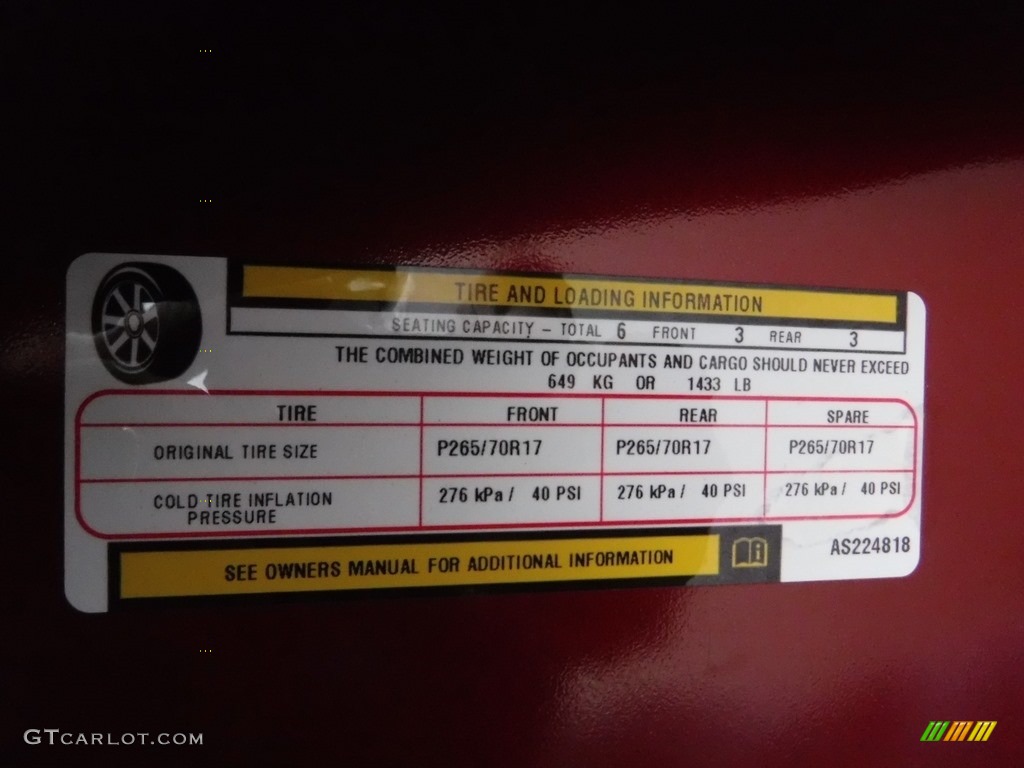 TIRE AND LOADING INFORMATION
SEATING CAPACITY – TOTAL 6 FRONT 3 REAR 3
THE COMBINED WEIGHT OF OCCUPANTS AND CARGO SHOULD NEVER EXCEED
649 KG OR 1433 LB
TIRE FRONT REAR SPARE
ORIGINAL TIRE SIZE P265/70R17 P265/70R17 P265/70R17
COLD TIRE INFLATION PRESSURE 276 kPa / 40 PSI 276 kPa / 40 PSI 276 kPa / 40 PSI
SEE OWNERS MANUAL FOR ADDITIONAL INFORMATION
AS224818
GTCARLOT.COM